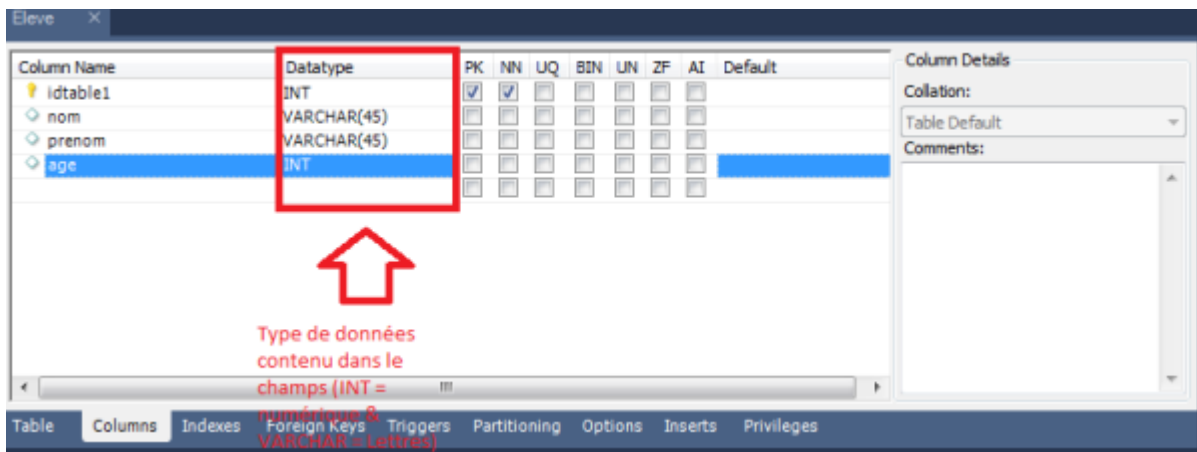 Eleve ×
Column Name Datatype PK NN UQ BIN UN ZF AI Default
idtable1 INT
nom VARCHAR(45)
prenom VARCHAR(45)
age INT
Column Details
Collation:
Table Default
Comments:
Type de données
contenu dans le
champs (INT =
numérique &
VARCHAR = Lettres)
Table Columns Indexes Foreign Keys Triggers Partitioning Options Inserts Privileges